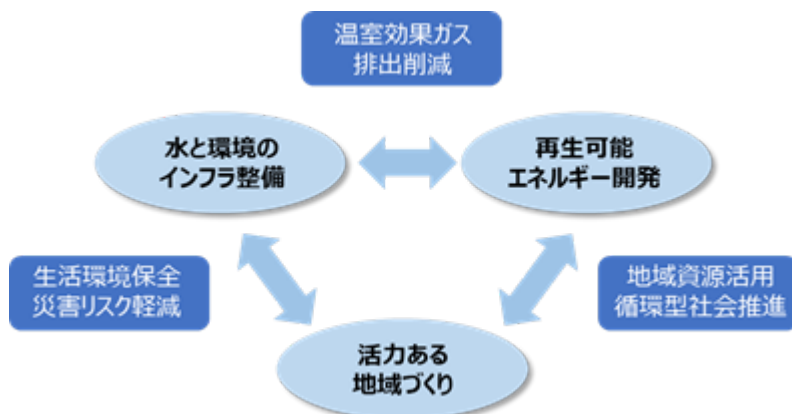 温室効果ガス
排出削減
水と環境の
インフラ整備
再生可能
エネルギー開発
生活環境保全
災害リスク軽減
地域資源活用
循環型社会推進
活力ある
地域づくり